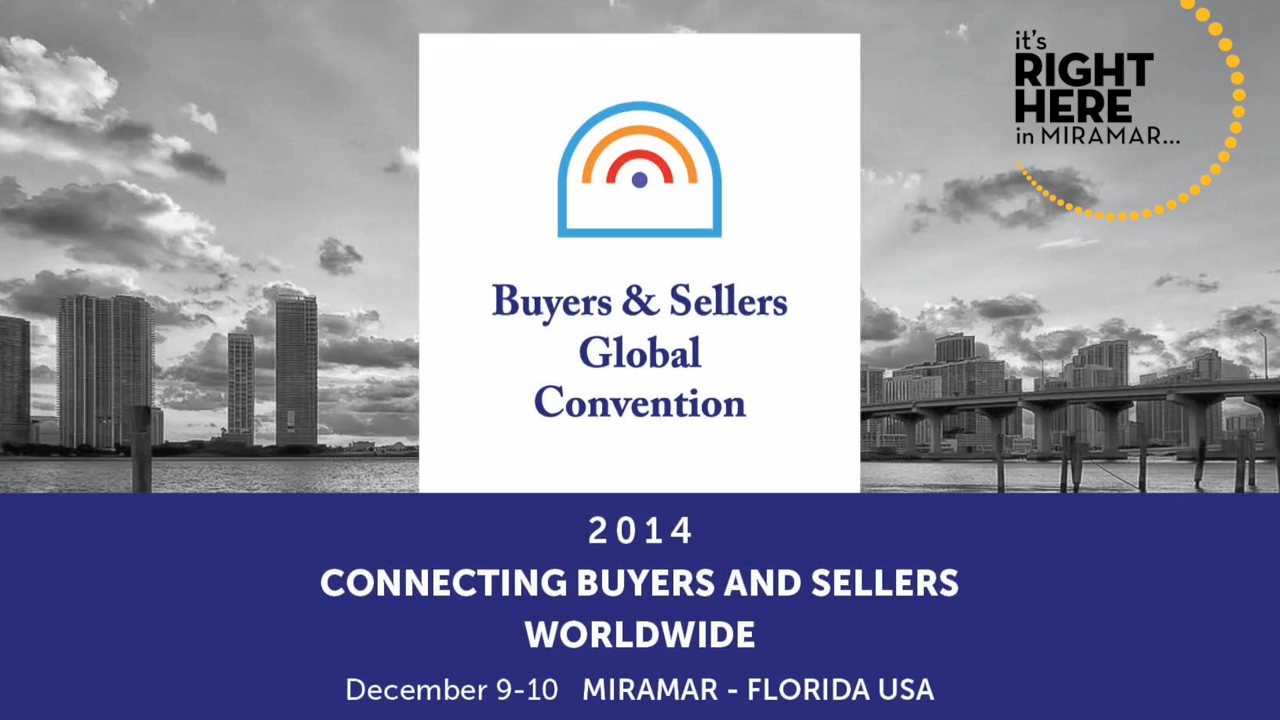 it's
RIGHT
HERE
in MIRAMAR...
Buyers & Sellers
Global
Convention
2014
CONNECTING BUYERS AND SELLERS
WORLDWIDE
December 9-10 MIRAMAR - FLORIDA USA